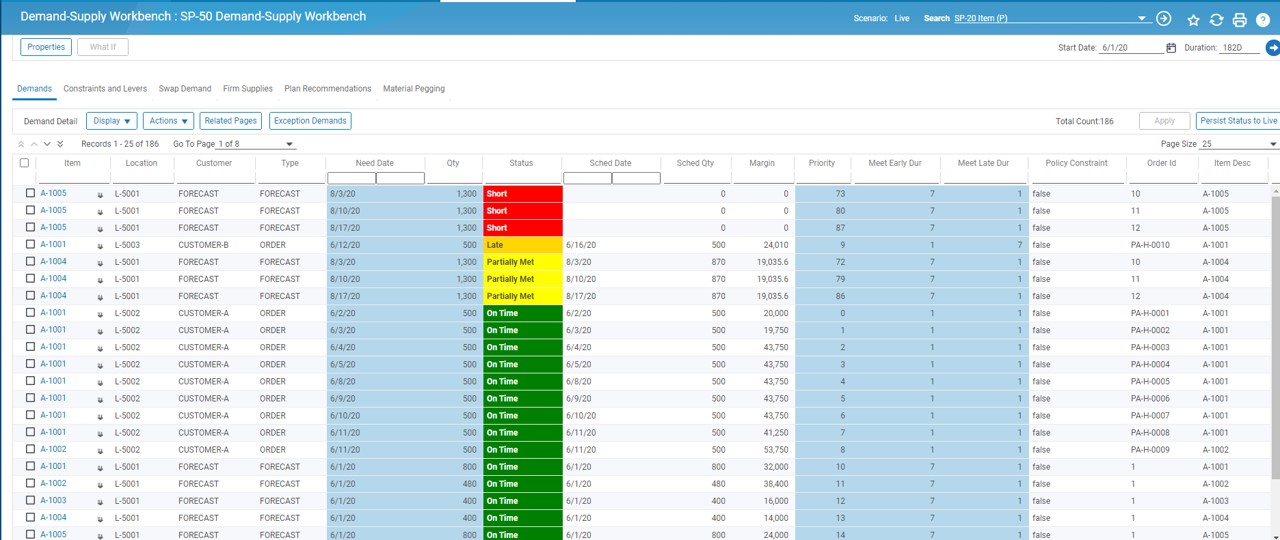 Demand-Supply Workbench : SP-50 Demand-Supply Workbench Scenario: Live Search SP-20 Item (P)
Properties What If Start Date: 6/1/20 Duration: 182D
Demands Constraints and Levers Swap Demand Firm Supplies Plan Recommendations Material Pegging
Demand Detail Display Actions Related Pages Exception Demands Total Count:186 Apply Persist Status to Live
Records 1 - 25 of 186 Go To Page 1 of 8 Page Size 25
Item Location Customer Type Need Date Qty Status Sched Date Sched Qty Margin Priority Meet Early Dur Meet Late Dur Policy Constraint Order Id Item Desc
A-1005 L-5001 FORECAST FORECAST 8/3/20 1,300 Short 0 0 73 7 1 false 10 A-1005
A-1005 L-5001 FORECAST FORECAST 8/10/20 1,300 Short 0 0 80 7 1 false 11 A-1005
A-1005 L-5001 FORECAST FORECAST 8/17/20 1,300 Short 0 0 87 7 1 false 12 A-1005
A-1001 L-5003 CUSTOMER-B ORDER 6/12/20 500 Late 6/16/20 500 24,010 9 1 7 false PA-H-0010 A-1001
A-1004 L-5001 FORECAST FORECAST 8/3/20 1,300 Partially Met 8/3/20 870 19,035.6 72 7 1 false 10 A-1004
A-1004 L-5001 FORECAST FORECAST 8/10/20 1,300 Partially Met 8/10/20 870 19,035.6 79 7 1 false 11 A-1004
A-1004 L-5001 FORECAST FORECAST 8/17/20 1,300 Partially Met 8/17/20 870 19,035.6 86 7 1 false 12 A-1004
A-1001 L-5002 CUSTOMER-A ORDER 6/2/20 500 On Time 6/2/20 500 20,000 0 1 1 false PA-H-0001 A-1001
A-1001 L-5002 CUSTOMER-A ORDER 6/3/20 500 On Time 6/3/20 500 19,750 1 1 1 false PA-H-0002 A-1001
A-1001 L-5002 CUSTOMER-A ORDER 6/4/20 500 On Time 6/4/20 500 43,750 2 1 1 false PA-H-0003 A-1001
A-1001 L-5002 CUSTOMER-A ORDER 6/5/20 500 On Time 6/5/20 500 43,750 3 1 1 false PA-H-0004 A-1001
A-1001 L-5002 CUSTOMER-A ORDER 6/8/20 500 On Time 6/8/20 500 43,750 4 1 1 false PA-H-0005 A-1001
A-1001 L-5002 CUSTOMER-A ORDER 6/9/20 500 On Time 6/9/20 500 43,750 5 1 1 false PA-H-0006 A-1001
A-1001 L-5002 CUSTOMER-A ORDER 6/10/20 500 On Time 6/10/20 500 43,750 6 1 1 false PA-H-0007 A-1001
A-1001 L-5002 CUSTOMER-A ORDER 6/11/20 500 On Time 6/11/20 500 41,250 7 1 1 false PA-H-0008 A-1001
A-1002 L-5002 CUSTOMER-A ORDER 6/11/20 500 On Time 6/11/20 500 53,750 8 1 1 false PA-H-0009 A-1002
A-1001 L-5001 FORECAST FORECAST 6/1/20 800 On Time 6/1/20 800 32,000 10 7 1 false 1 A-1001
A-1002 L-5001 FORECAST FORECAST 6/1/20 480 On Time 6/1/20 480 38,400 11 7 1 false 1 A-1002
A-1003 L-5001 FORECAST FORECAST 6/1/20 400 On Time 6/1/20 400 16,000 12 7 1 false 1 A-1003
A-1004 L-5001 FORECAST FORECAST 6/1/20 400 On Time 6/1/20 400 14,000 13 7 1 false 1 A-1004
A-1005 L-5001 FORECAST FORECAST 6/1/20 800 On Time 6/1/20 800 24,000 14 7 1 false 1 A-1005